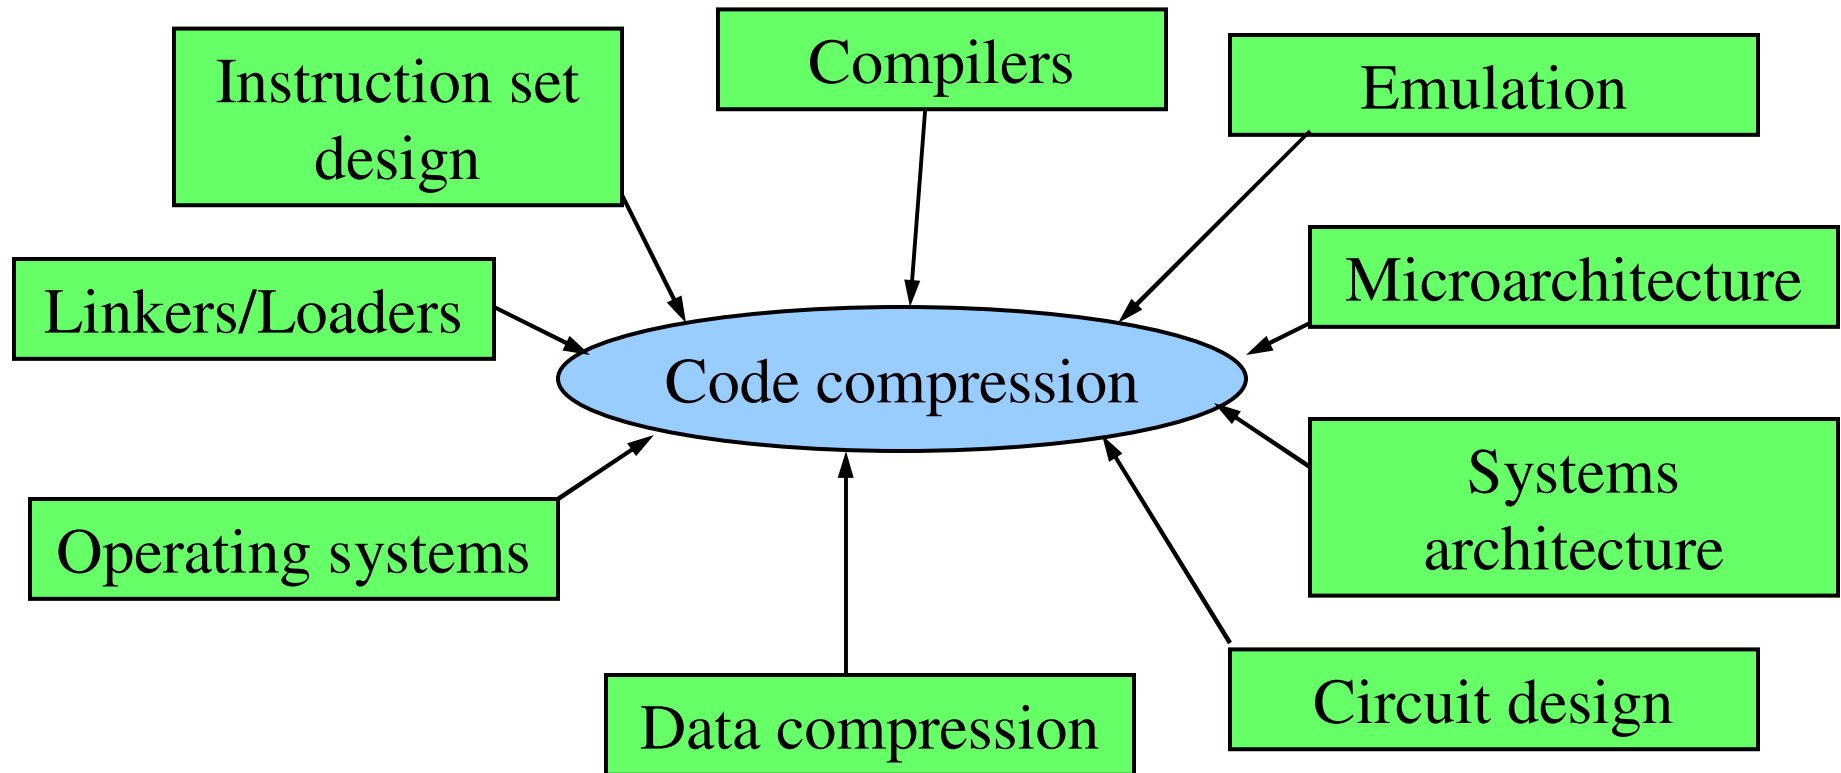 Compilers
Instruction set
design
Emulation
Microarchitecture
Linkers/Loaders
Code compression
Systems
architecture
Operating systems
Circuit design
Data compression